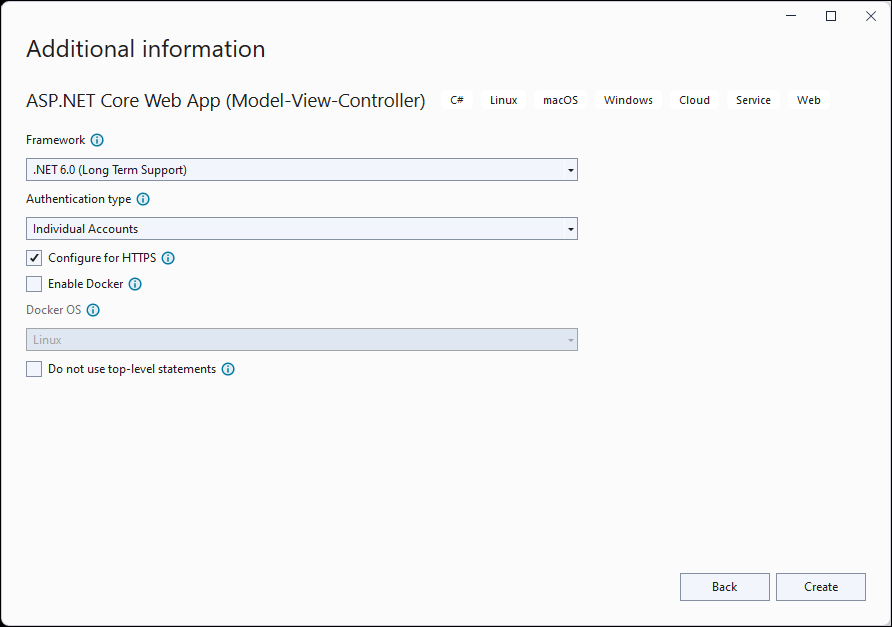 Additional information
ASP.NET Core Web App (Model-View-Controller) C# Linux macOS Windows Cloud Service Web
Framework
.NET 6.0 (Long Term Support)
Authentication type
Individual Accounts
Configure for HTTPS
Enable Docker
Docker OS
Linux
Do not use top-level statements
Back Create